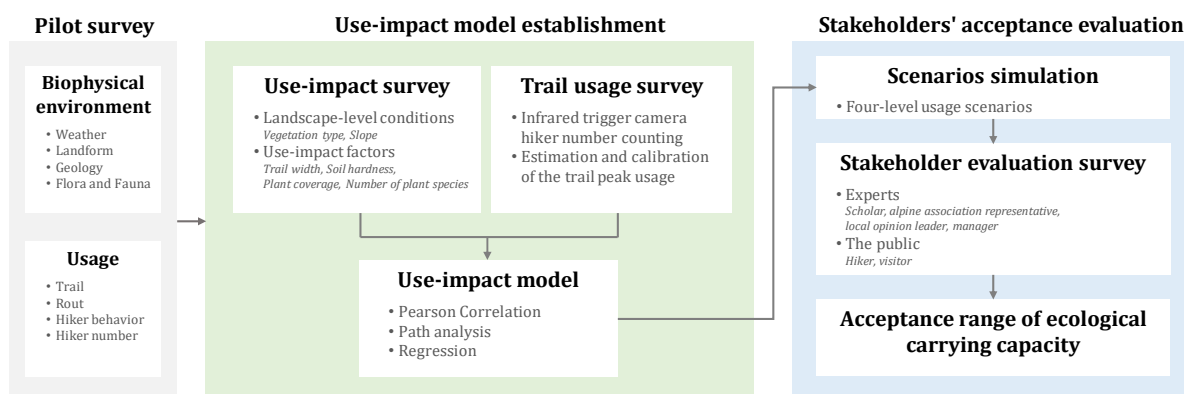 Pilot survey
Biophysical
environment
• Weather
• Landform
• Geology
• Flora and Fauna
Usage
• Trail
• Rout
• Hiker behavior
• Hiker number
Use-impact model establishment
Use-impact survey
• Landscape-level conditions
Vegetation type, Slope
• Use-impact factors
Trail width, Soil hardness,
Plant coverage, Number of plant species
Trail usage survey
• Infrared trigger camera
hiker number counting
• Estimation and calibration
of the trail peak usage
Use-impact model
• Pearson Correlation
• Path analysis
• Regression
Stakeholders' acceptance evaluation
Scenarios simulation
• Four-level usage scenarios
Stakeholder evaluation survey
• Experts
Scholar, alpine association representative,
local opinion leader, manager
• The public
Hiker, visitor
Acceptance range of ecological
carrying capacity